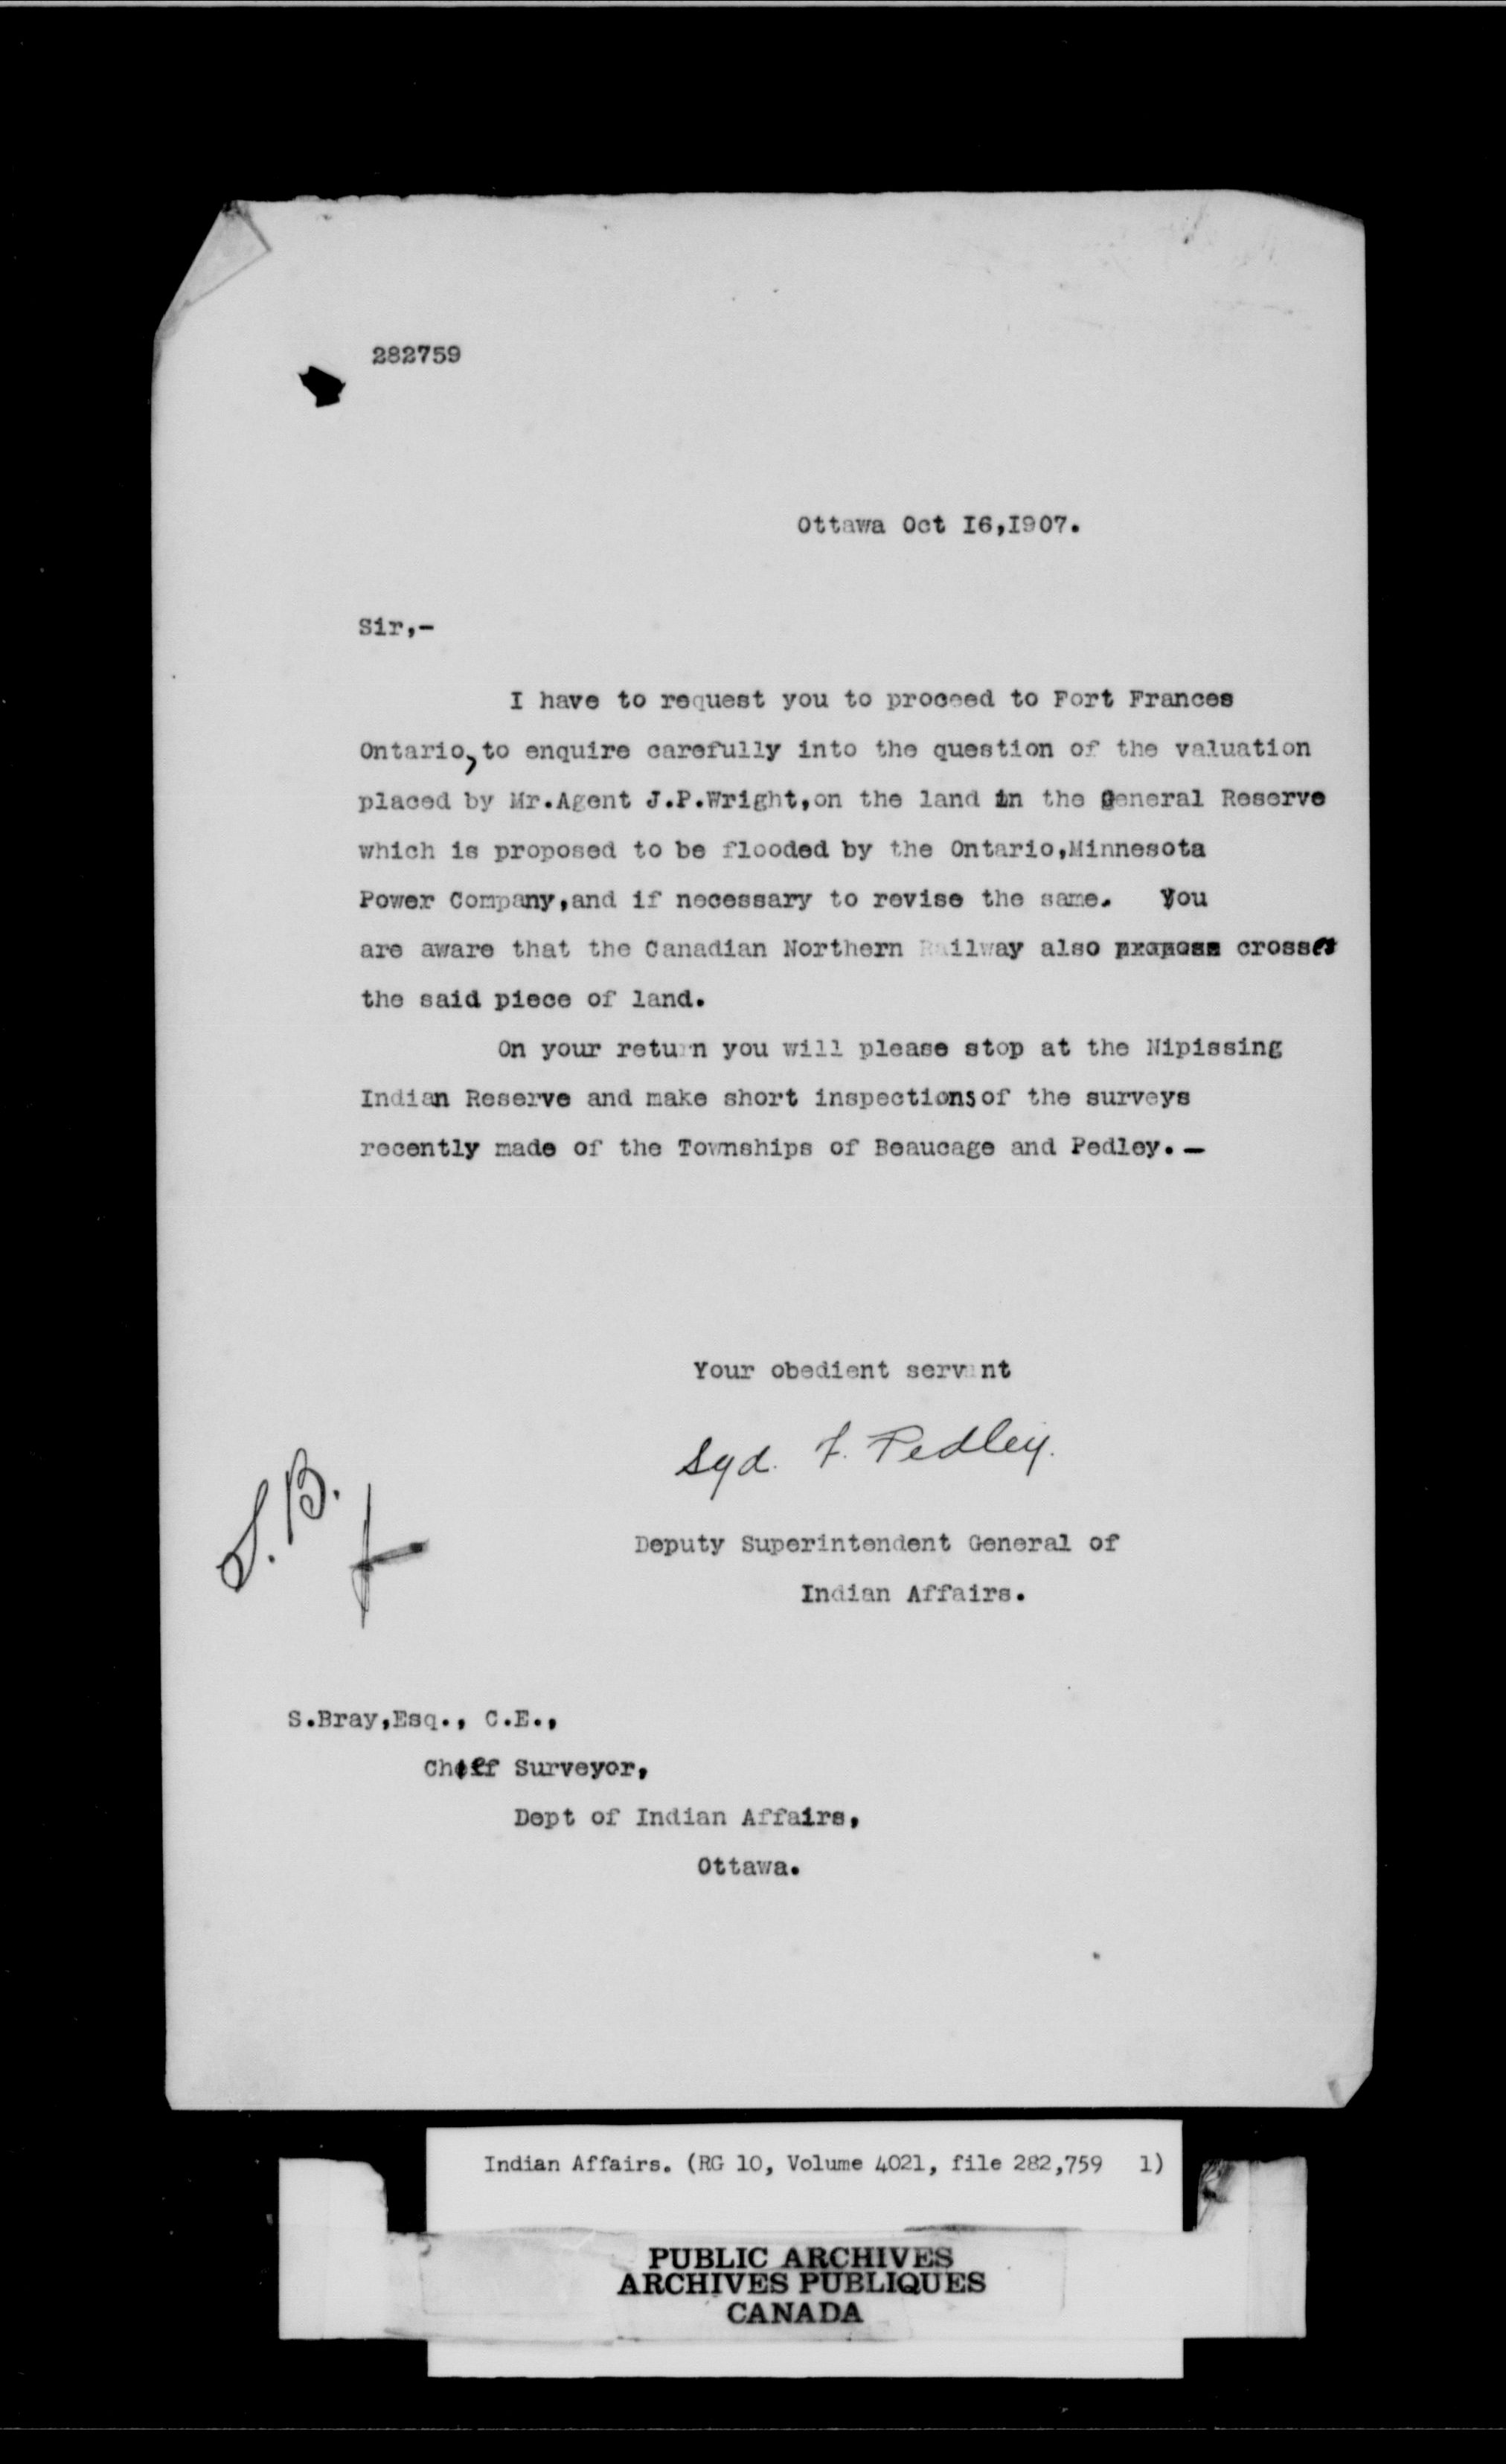 282759
Ottawa Oct I6,I907.
Sir,-
I have to request you to proceed to Fort Frances
Ontario, to enquire carefully into the question of the valuation
placed by Mr.Agent J.P.Wright,on the land in the General Reserve
which is proposed to be flooded by the Ontario,Minnesota
Power Company,and if necessary to revise the same. You
are aware that the Canadian Northern Railway also propose crosses
the said piece of land.
On your return you will please stop at the Nipissing
Indian Reserve and make short inspections of the surveys
recently made of the Townships of Beaucage and Pedley. —
Your obedient servant
Sgd. F. Pedley.
S.B.
Deputy Superintendent General of
Indian Affairs.
S.Bray,Esq., C.E.,
Chief Surveyor,
Dept of Indian Affairs,
Ottawa.
Indian Affairs. (RG 10, Volume 4021, file 282,759 1)
PUBLIC ARCHIVES
ARCHIVES PUBLIQUES
CANADA